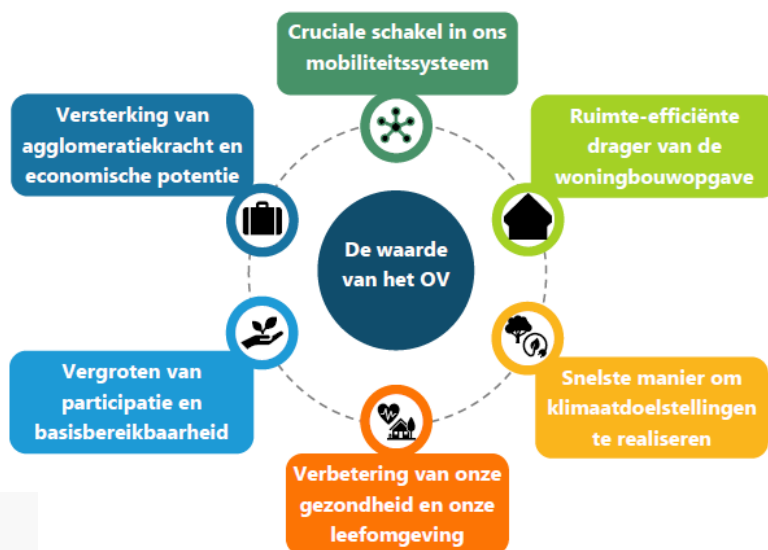 Cruciale schakel in ons
mobiliteitssysteem
Versterking van
agglomeratiekracht en
economische potentie
Ruimte-efficiënte
drager van de
woningbouwopgave
De waarde
van het OV
Vergroten van
participatie en
basisbereikbaarheid
Snelste manier om
klimaatdoelstellingen
te realiseren
Verbetering van onze
gezondheid en onze
leefomgeving